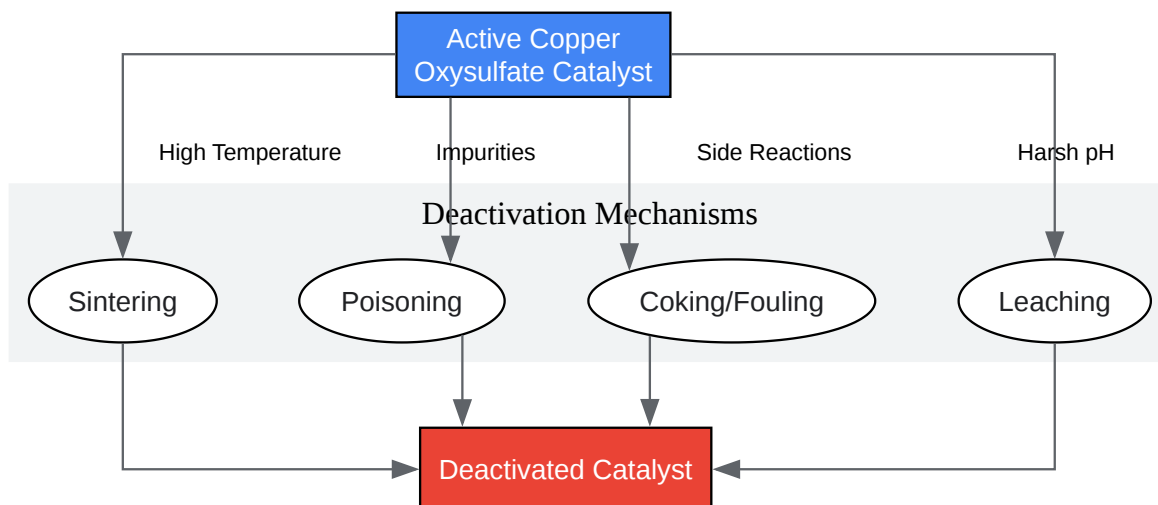 Active Copper
Oxysulfate Catalyst
High Temperature
Impurities
Side Reactions
Harsh pH
Deactivation Mechanisms
Sintering
Poisoning
Coking/Fouling
Leaching
Deactivated Catalyst